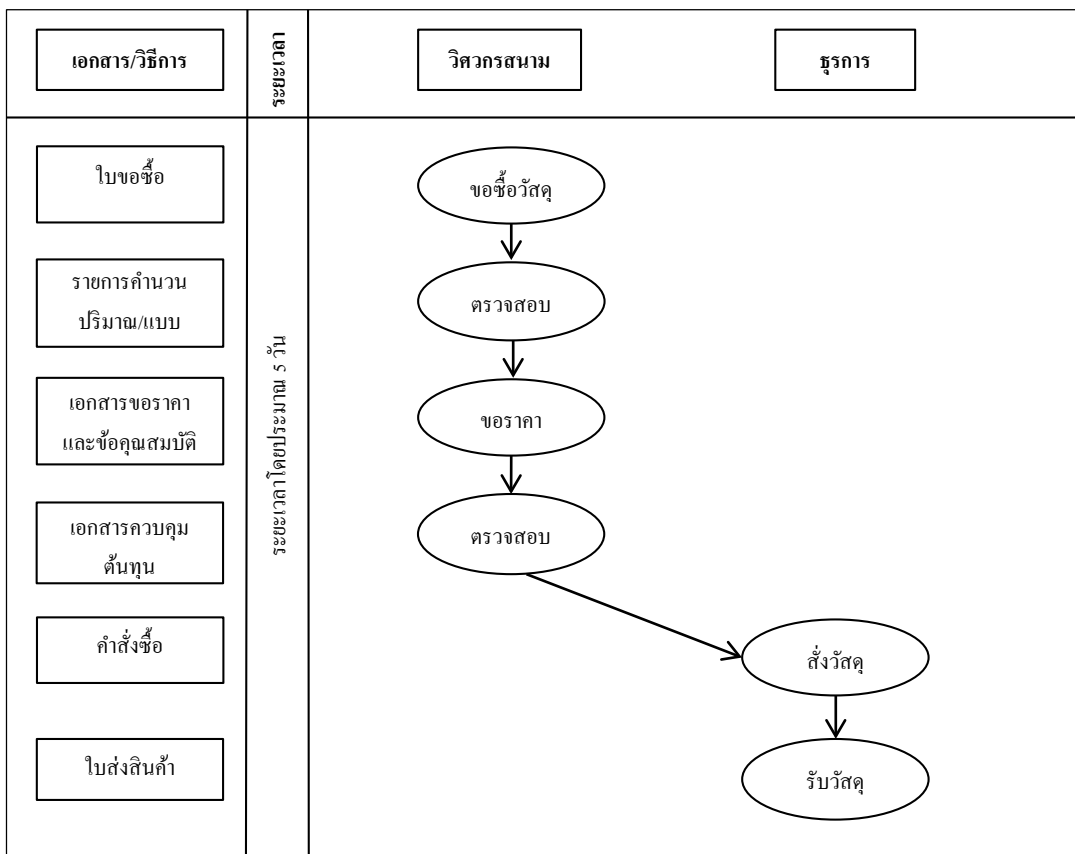 เอกสาร/วิธีการ
ระยะเวลา
วิศวกรสนาม
ธุรการ
ใบขอซื้อ
ขอซื้อวัสดุ
รายการคำนวน
ปริมาณ/แบบ
ตรวจสอบ
ระยะเวลาโดยประมาณ 5 วัน
เอกสารขอราคา
และข้อคุณสมบัติ
ขอราคา
เอกสารควบคุม
ต้นทุน
ตรวจสอบ
คำสั่งซื้อ
สั่งวัสดุ
ใบส่งสินค้า
รับวัสดุ